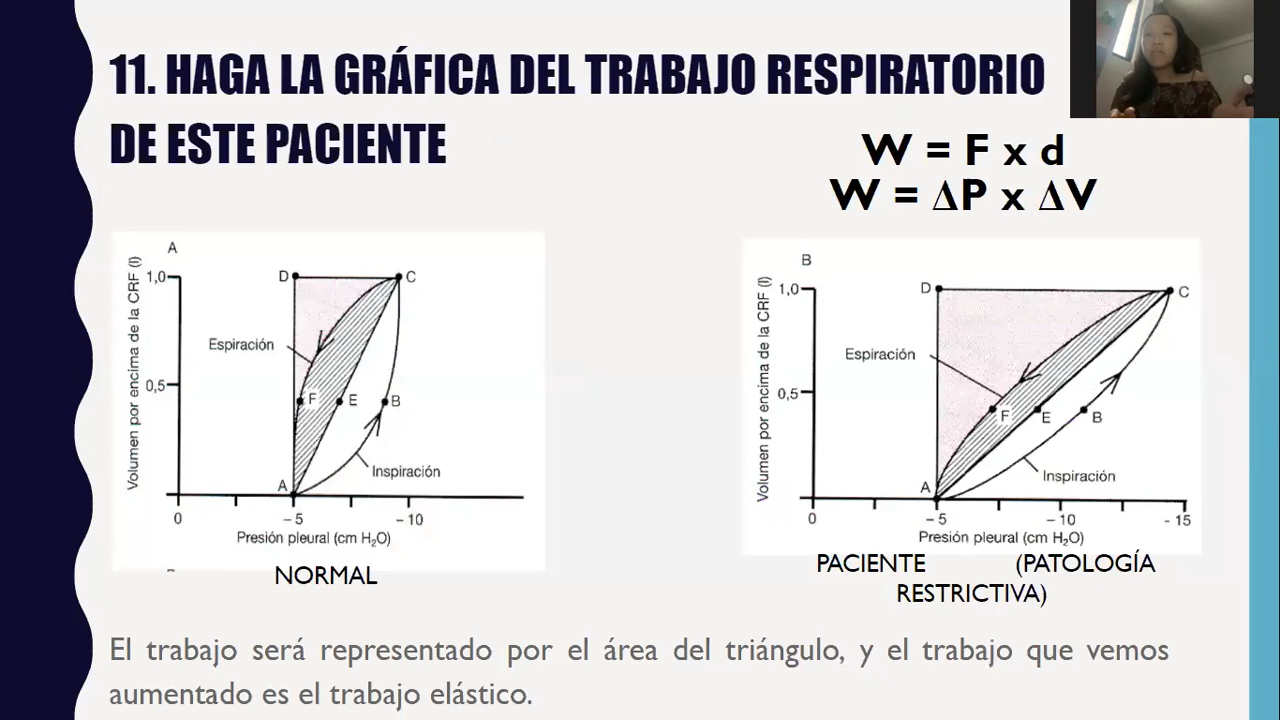 11. HAGA LA GRÁFICA DEL TRABAJO RESPIRATORIO
DE ESTE PACIENTE
W = F x d
W = ΔP x ΔV
A
Volumen por encima de la CRF (l)
1,0
0,5
D
C
Espiración
F
E
B
A
Inspiración
0
– 5
– 10
Presión pleural (cm H₂O)
NORMAL
B
Volumen por encima de la CRF (l)
1,0
0,5
D
C
Espiración
F
E
B
A
Inspiración
0
– 5
– 10
- 15
Presión pleural (cm H₂O)
PACIENTE (PATOLOGÍA
RESTRICTIVA)
El trabajo será representado por el área del triángulo, y el trabajo que vemos
aumentado es el trabajo elástico.